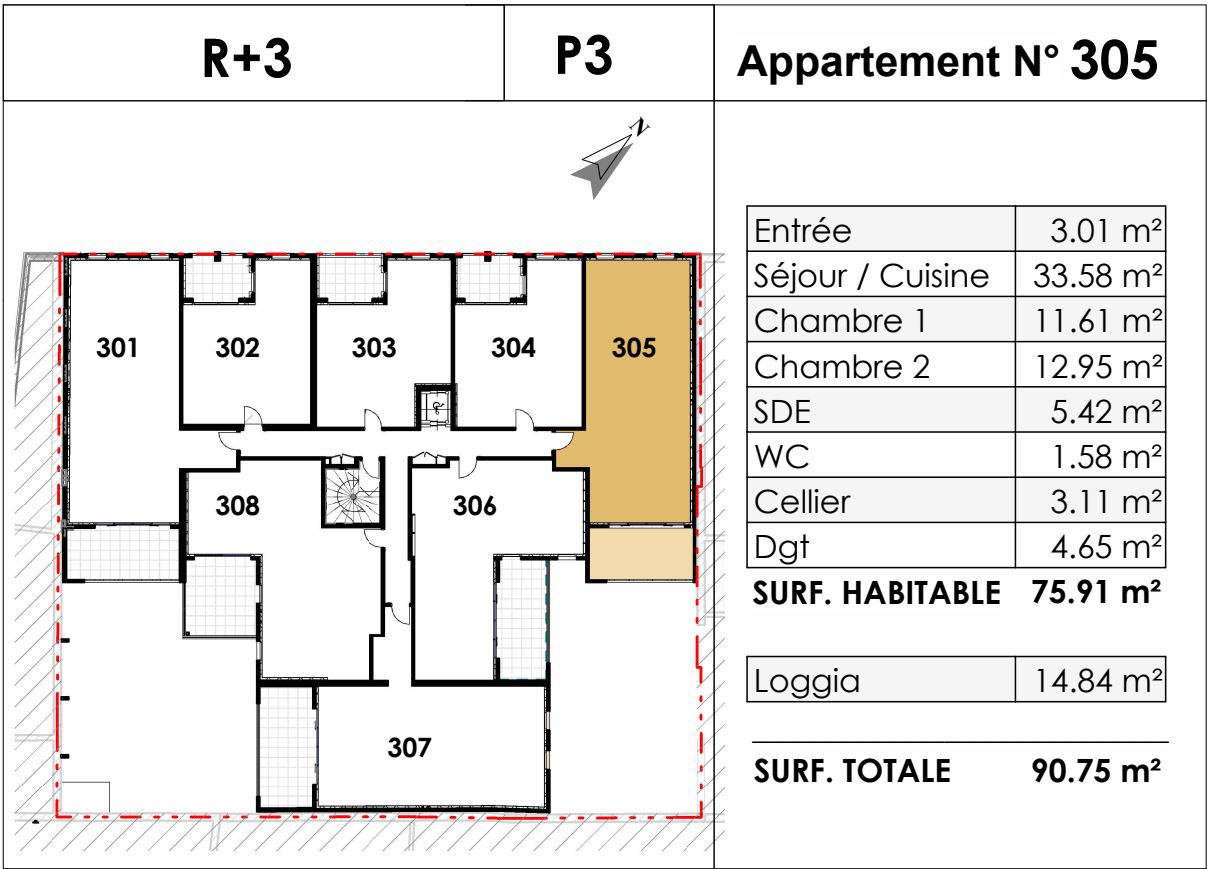 R+3
P3
Appartement N° 305
N
Entrée 3.01 m²
Séjour / Cuisine 33.58 m²
Chambre 1 11.61 m²
Chambre 2 12.95 m²
SDE 5.42 m²
WC 1.58 m²
Cellier 3.11 m²
Dgt 4.65 m²
SURF. HABITABLE 75.91 m²
Loggia 14.84 m²
SURF. TOTALE 90.75 m²
301
302
303
304
305
308
306
307